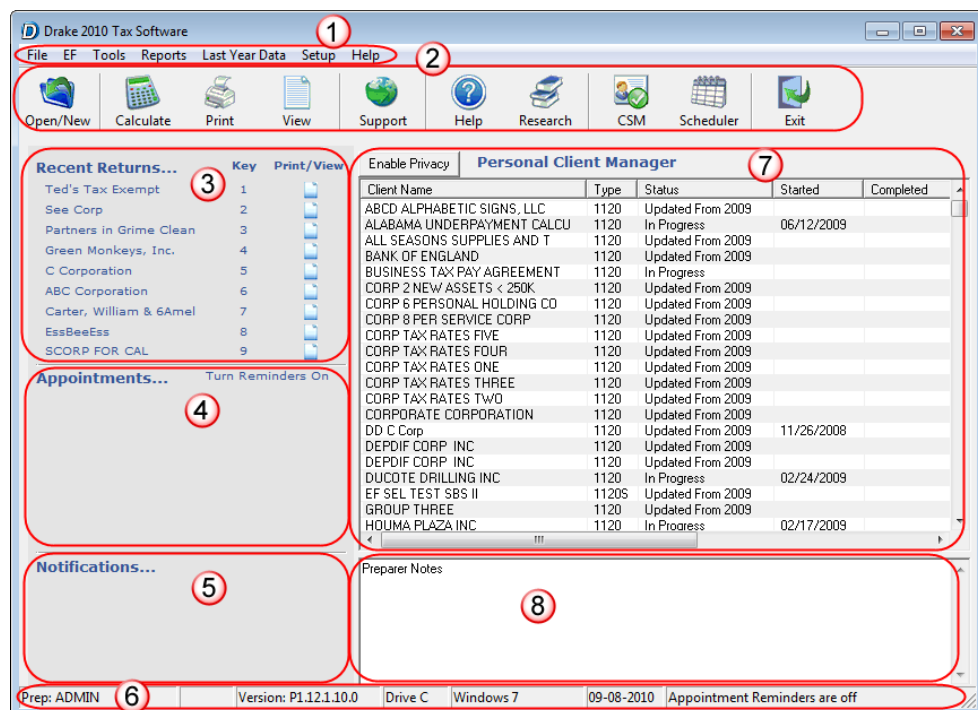 Drake 2010 Tax Software
1
File EF Tools Reports Last Year Data Setup Help
2
Open/New Calculate Print View Support Help Research CSM Scheduler Exit
Recent Returns... Key Print/View
3
Ted's Tax Exempt 1
See Corp 2
Partners in Grime Clean 3
Green Monkeys, Inc. 4
C Corporation 5
ABC Corporation 6
Carter, William & 6Amel 7
EssBeeEss 8
SCORP FOR CAL 9
Appointments... Turn Reminders On
4
Notifications...
5
Enable Privacy Personal Client Manager
7
Client Name Type Status Started Completed
ABCD ALPHABETIC SIGNS, LLC 1120 Updated From 2009
ALABAMA UNDERPAYMENT CALCU 1120 In Progress 06/12/2009
ALL SEASONS SUPPLIES AND T 1120 Updated From 2009
BANK OF ENGLAND 1120 Updated From 2009
BUSINESS TAX PAY AGREEMENT 1120 In Progress
CORP 2 NEW ASSETS < 250K 1120 Updated From 2009
CORP 6 PERSONAL HOLDING CO 1120 Updated From 2009
CORP 8 PER SERVICE CORP 1120 Updated From 2009
CORP TAX RATES FIVE 1120 Updated From 2009
CORP TAX RATES FOUR 1120 Updated From 2009
CORP TAX RATES ONE 1120 Updated From 2009
CORP TAX RATES THREE 1120 Updated From 2009
CORP TAX RATES TWO 1120 Updated From 2009
CORPORATE CORPORATION 1120 Updated From 2009
DD C Corp 1120 Updated From 2009 11/26/2008
DEPDIF CORP INC 1120 Updated From 2009
DEPDIF CORP INC 1120 Updated From 2009
DUCOTE DRILLING INC 1120 In Progress 02/24/2009
EF SEL TEST SBS II 1120S Updated From 2009
GROUP THREE 1120 Updated From 2009
HOUMA PLAZA INC 1120 In Progress 02/17/2009
Preparer Notes
8
Prep: ADMIN 6 Version: P1.12.1.10.0 Drive C Windows 7 09-08-2010 Appointment Reminders are off